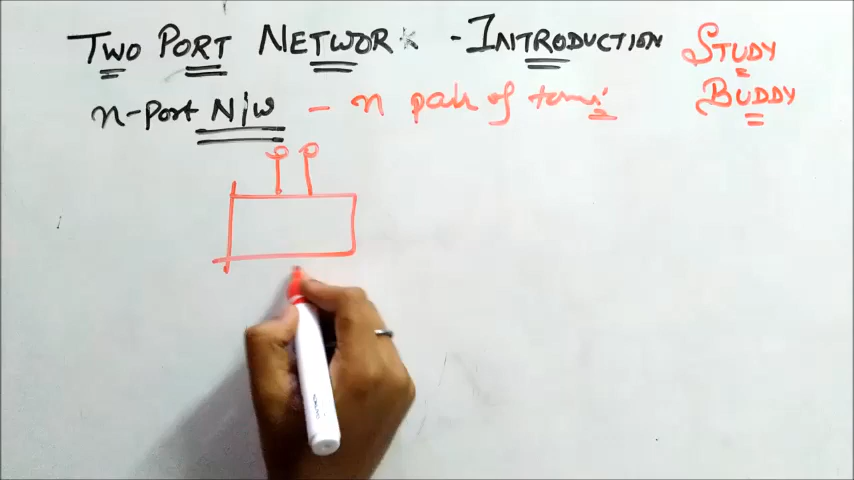 TWO PORT NETWORK - INTRODUCTION
STUDY
BUDDY
n-port N/W - n pair of